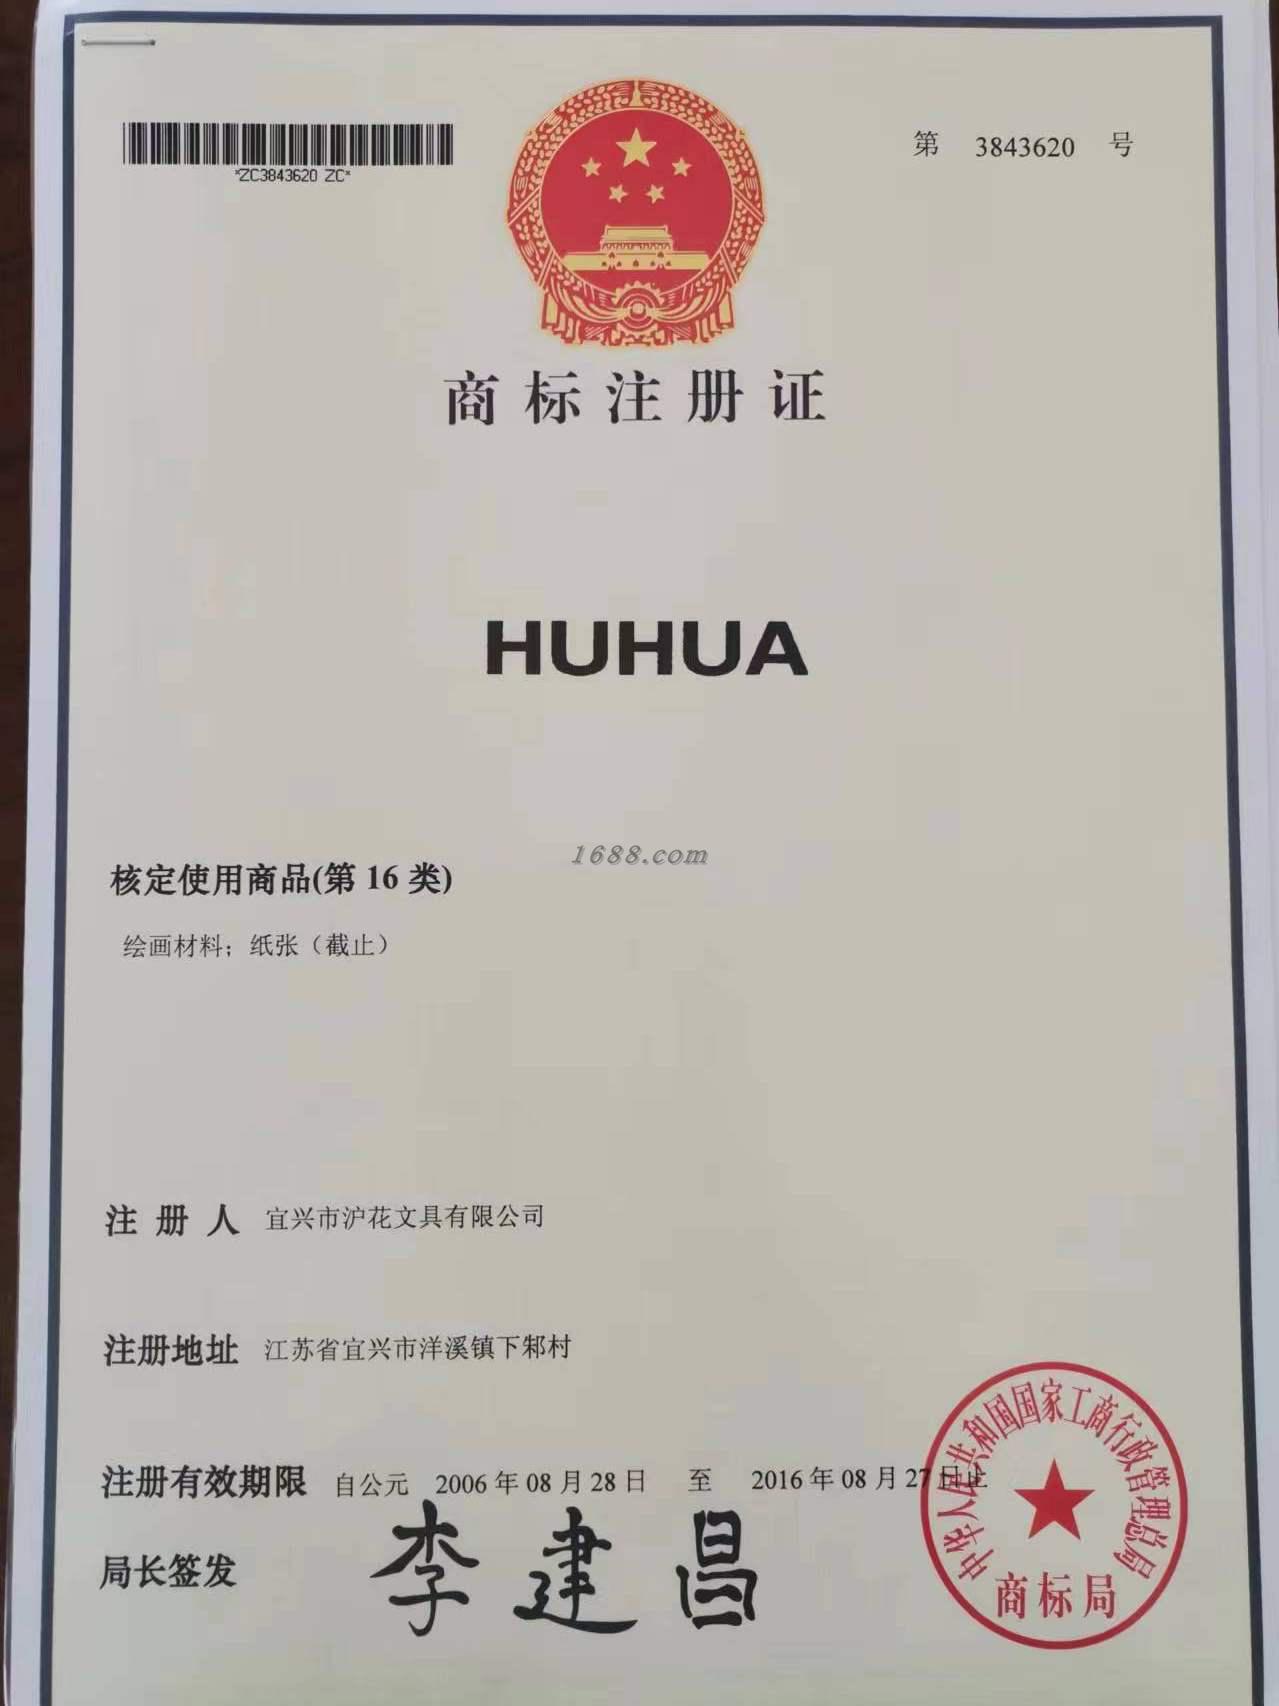 *ZC3843620 ZC*
第 3843620 号
商标注册证
HUHUA
1688.com
核定使用商品(第 16 类)
绘画材料；纸张（截止）
注 册 人 宜兴市沪花文具有限公司
注册地址 江苏省宜兴市洋溪镇下邾村
注册有效期限 自公元 2006 年 08 月 28 日 至 2016 年 08 月 27 日止
局长签发 李建昌
中华人民共和国国家工商行政管理总局
商标局